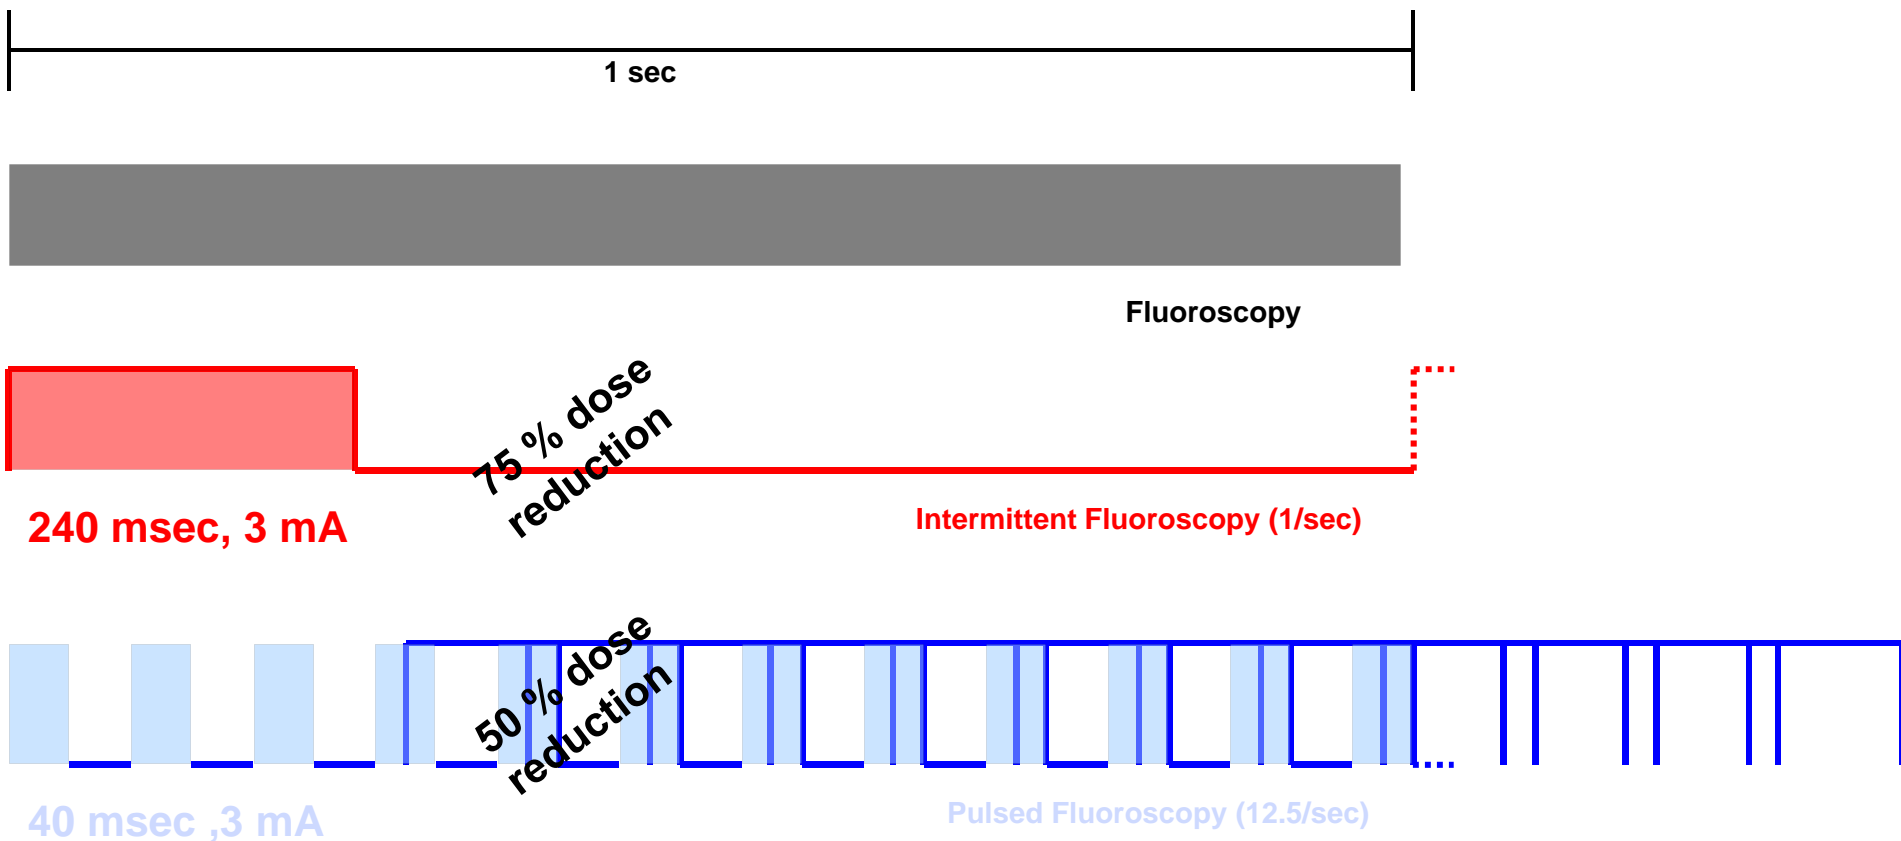 1 sec
Fluoroscopy
75 % dose
reduction
240 msec, 3 mA
Intermittent Fluoroscopy (1/sec)
50 % dose
reduction
40 msec ,3 mA
Pulsed Fluoroscopy (12.5/sec)